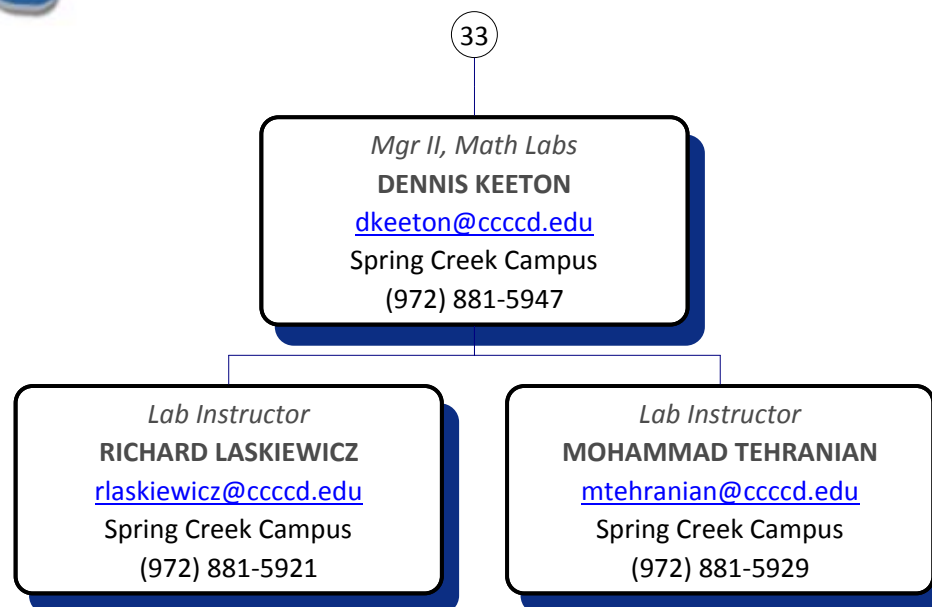 33
Mgr II, Math Labs
DENNIS KEETON
dkeeton@ccccd.edu
Spring Creek Campus
(972) 881-5947
Lab Instructor
RICHARD LASKIEWICZ
rlaskiewicz@ccccd.edu
Spring Creek Campus
(972) 881-5921
Lab Instructor
MOHAMMAD TEHRANIAN
mtehranian@ccccd.edu
Spring Creek Campus
(972) 881-5929